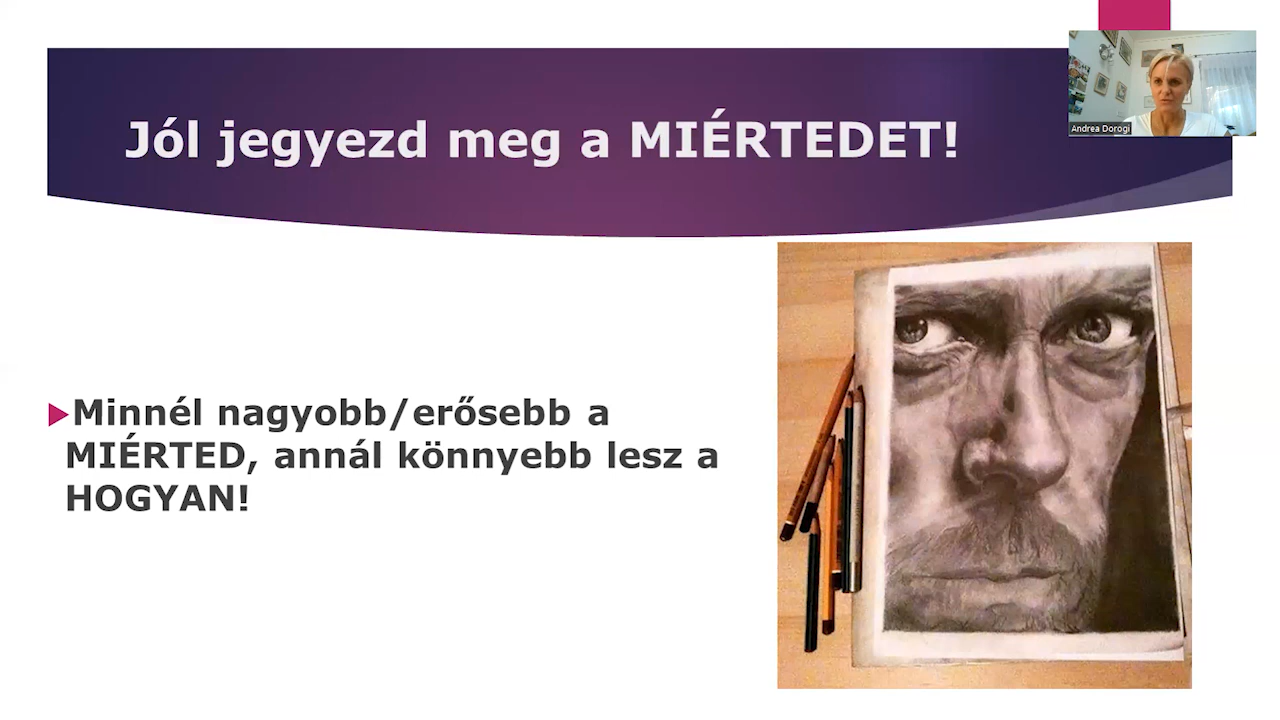 Jól jegyezd meg a MIÉRTEDET!
Andrea Dorogi
Minnél nagyobb/erősebb a
MIÉRTED, annál könnyebb lesz a
HOGYAN!